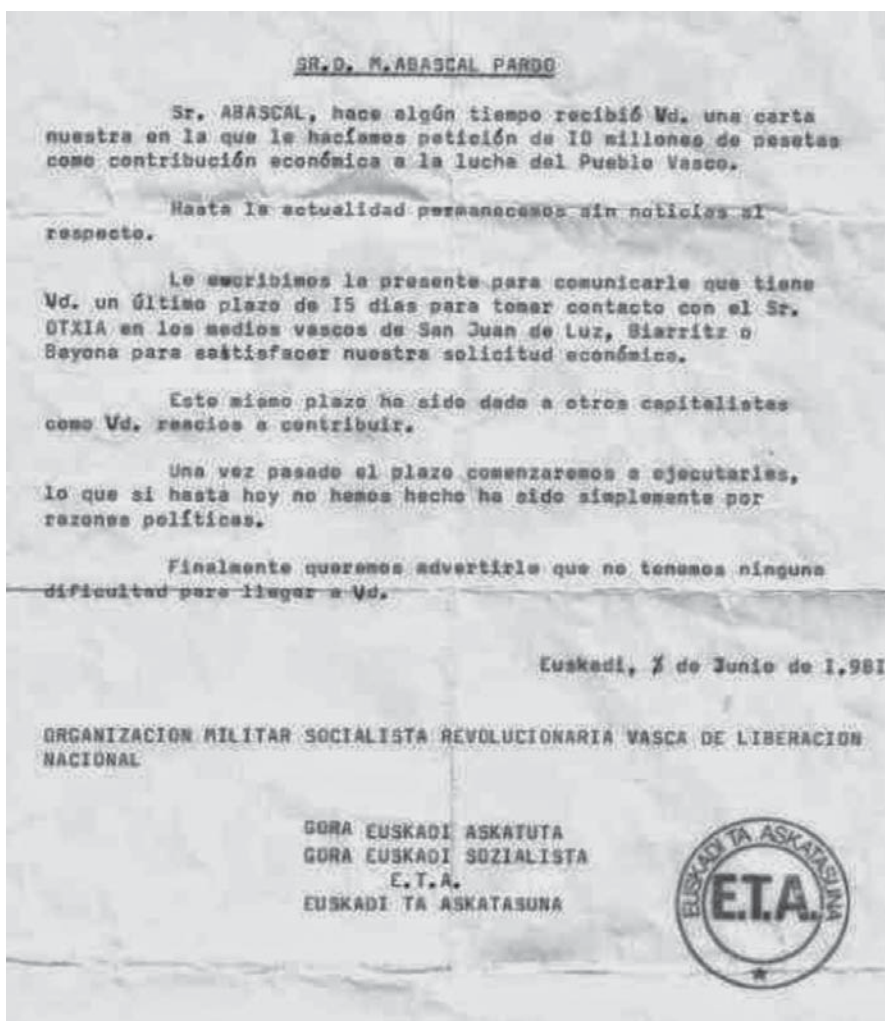 SR.D. M.ABASCAL PARDO
Sr. ABASCAL, hace algún tiempo recibió Vd. una carta
nuestra en la que le hacíamos petición de I0 millones de pesetas
como contribución económica a la lucha del Pueblo Vasco.
Hasta la actualidad permanecemos sin noticias al
respecto.
Le escribimos la presente para comunicarle que tiene
Vd. un último plazo de I5 dias para tomar contacto con el Sr.
OTXIA en los medios vascos de San Juan de Luz, Biarritz o
Bayona para sattisfacer nuestra solicitud económica.
Este mismo plazo ha sido dado a otros capitalistas
como Vd. reacios a contribuir.
Una vez pasado el plazo comenzaremos a ejecutarles,
lo que si hasta hoy no hemos hecho ha sido simplemente por
razones políticas.
Finalmente queremos advertirle que no tenemos ninguna
dificultad para llegar a Vd.
Euskadi, de Junio de I.98I
ORGANIZACION MILITAR SOCIALISTA REVOLUCIONARIA VASCA DE LIBERACION
NACIONAL
GORA EUSKADI ASKATUTA
GORA EUSKADI SOZIALISTA
E.T.A.
EUSKADI TA ASKATASUNA
EUSKADI TA ASKATASUNA
E.T.A.